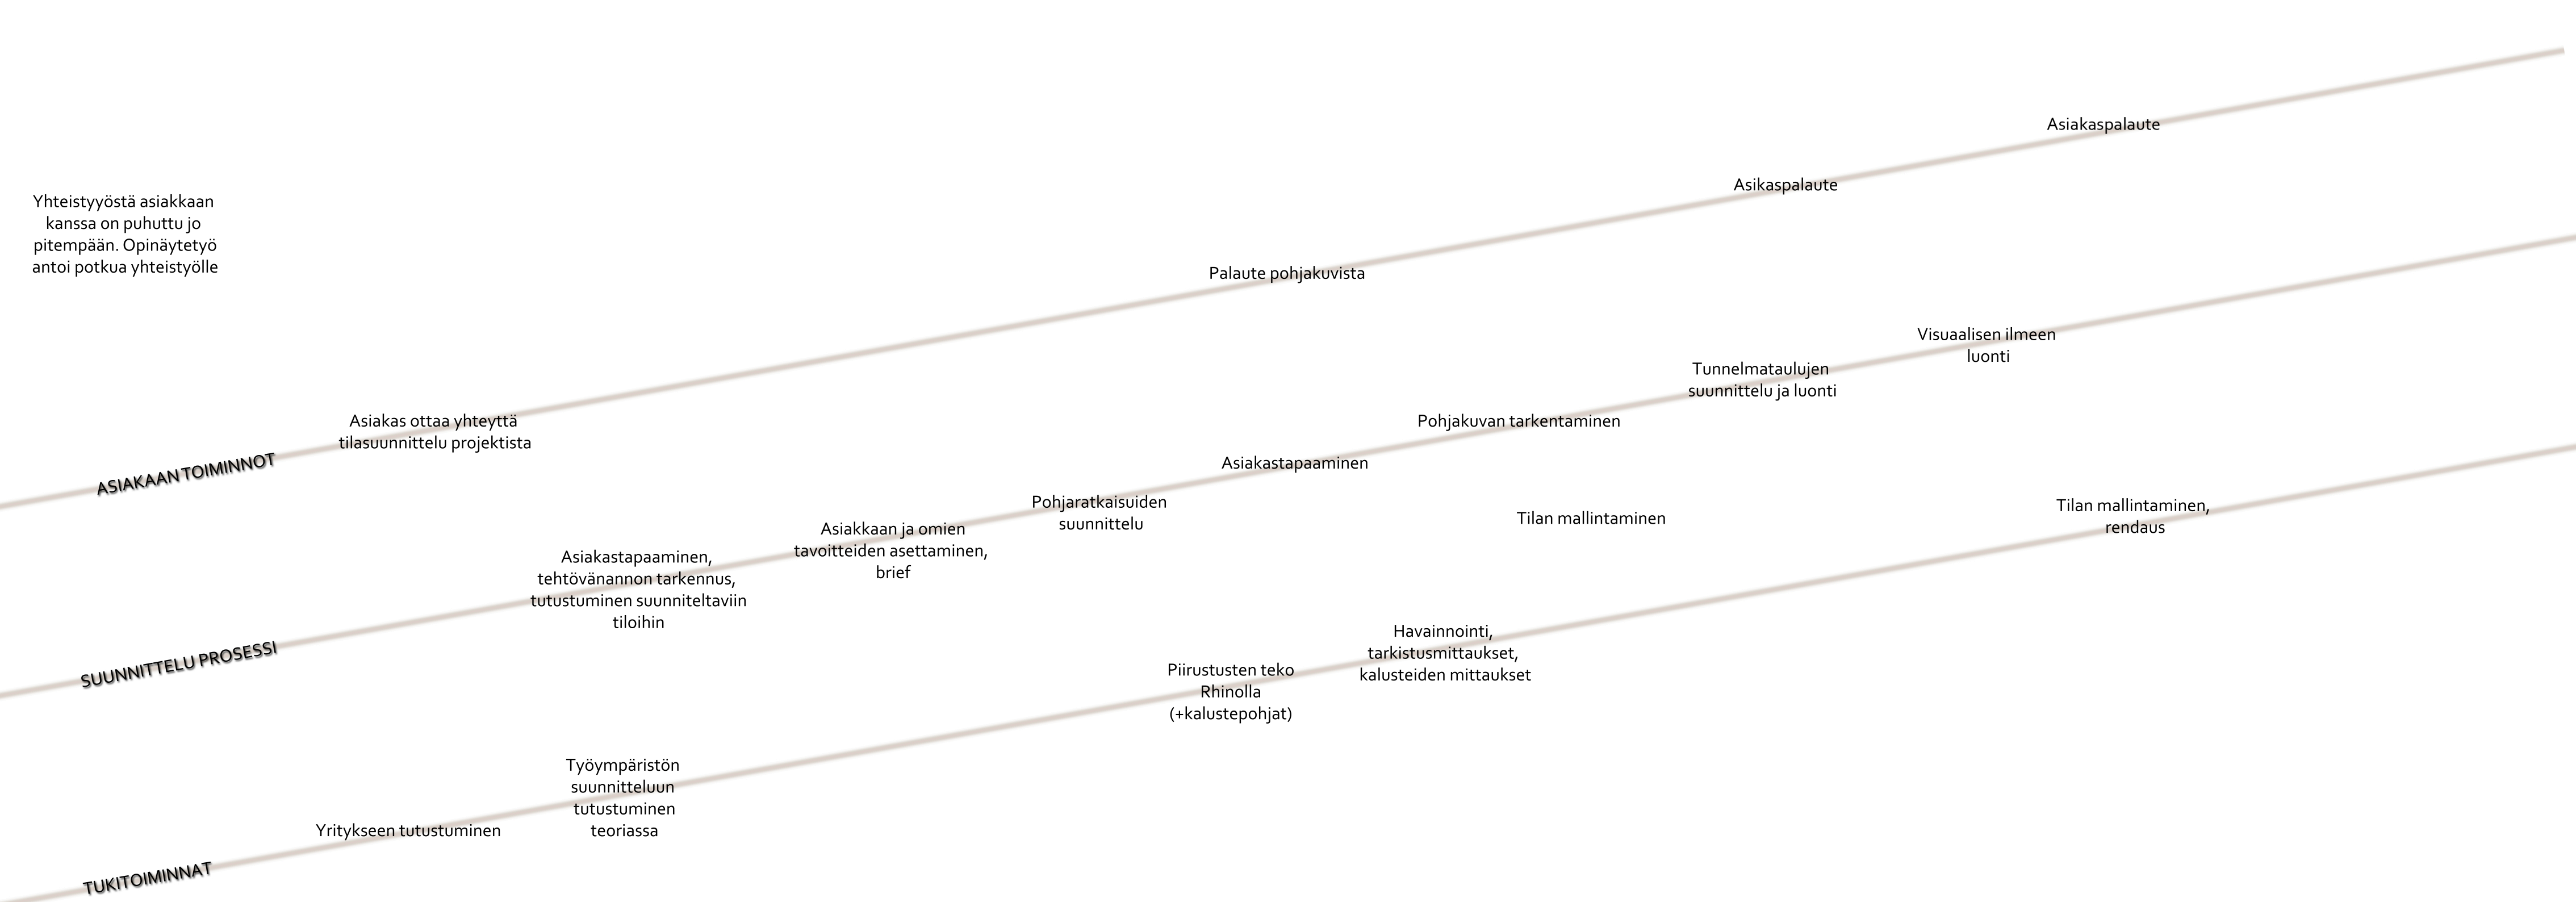 Yhteistyyöstä asiakkaan
kanssa on puhuttu jo
pitempään. Opinäytetyö
antoi potkua yhteistyölle
ASIAKAAN TOIMINNOT
Asiakas ottaa yhteyttä
tilasuunnittelu projektista
Palaute pohjakuvista
Asikaspalaute
Asiakaspalaute
SUUNNITTELU PROSESSI
Asiakastapaaminen,
tehtövänannon tarkennus,
tutustuminen suunniteltaviin
tiloihin
Asiakkaan ja omien
tavoitteiden asettaminen,
brief
Pohjaratkaisuiden
suunnittelu
Asiakastapaaminen
Pohjakuvan tarkentaminen
Tunnelmataulujen
suunnittelu ja luonti
Visuaalisen ilmeen
luonti
TUKITOIMINNAT
Yritykseen tutustuminen
Työympäristön
suunnitteluun
tutustuminen
teoriassa
Piirustusten teko
Rhinolla
(+kalustepohjat)
Havainnointi,
tarkistusmittaukset,
kalusteiden mittaukset
Tilan mallintaminen
Tilan mallintaminen,
rendaus